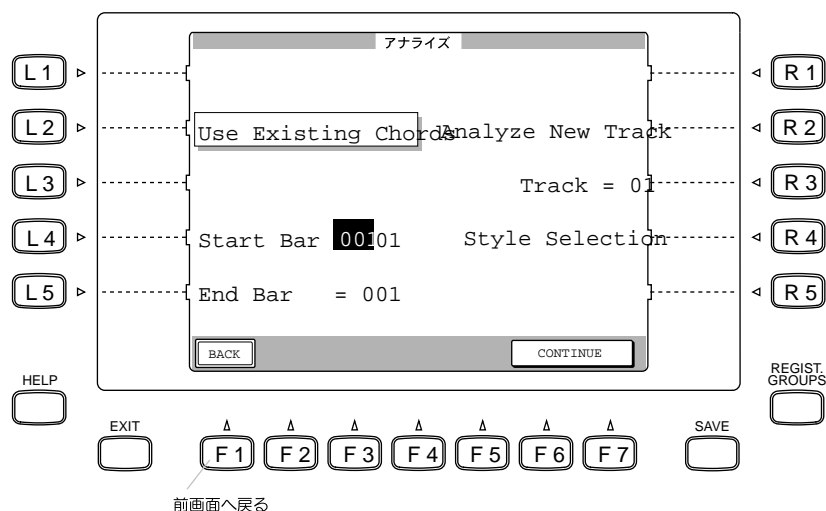 アナライズ
L1 R1
L2 Use Existing Chords Analyze New Track R2
L3 Track = 01 R3
L4 Start Bar 00101 Style Selection R4
L5 End Bar = 001 R5
BACK CONTINUE
HELP REGIST. GROUPS
EXIT F1 F2 F3 F4 F5 F6 F7 SAVE
前画面へ戻る